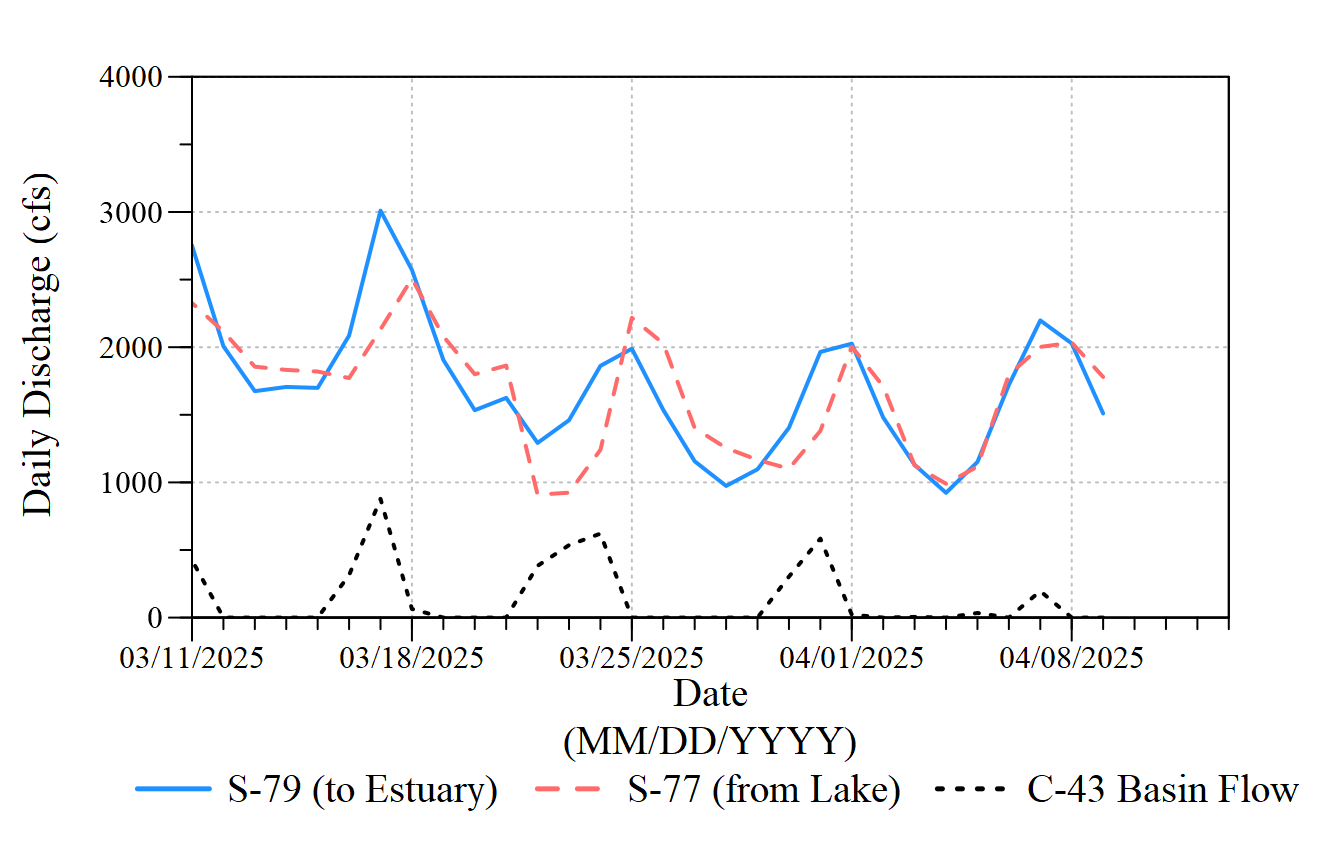 4000
3000
2000
1000
0
Daily Discharge (cfs)
03/11/2025 03/18/2025 03/25/2025 04/01/2025 04/08/2025
Date
(MM/DD/YYYY)
S-79 (to Estuary) S-77 (from Lake) C-43 Basin Flow